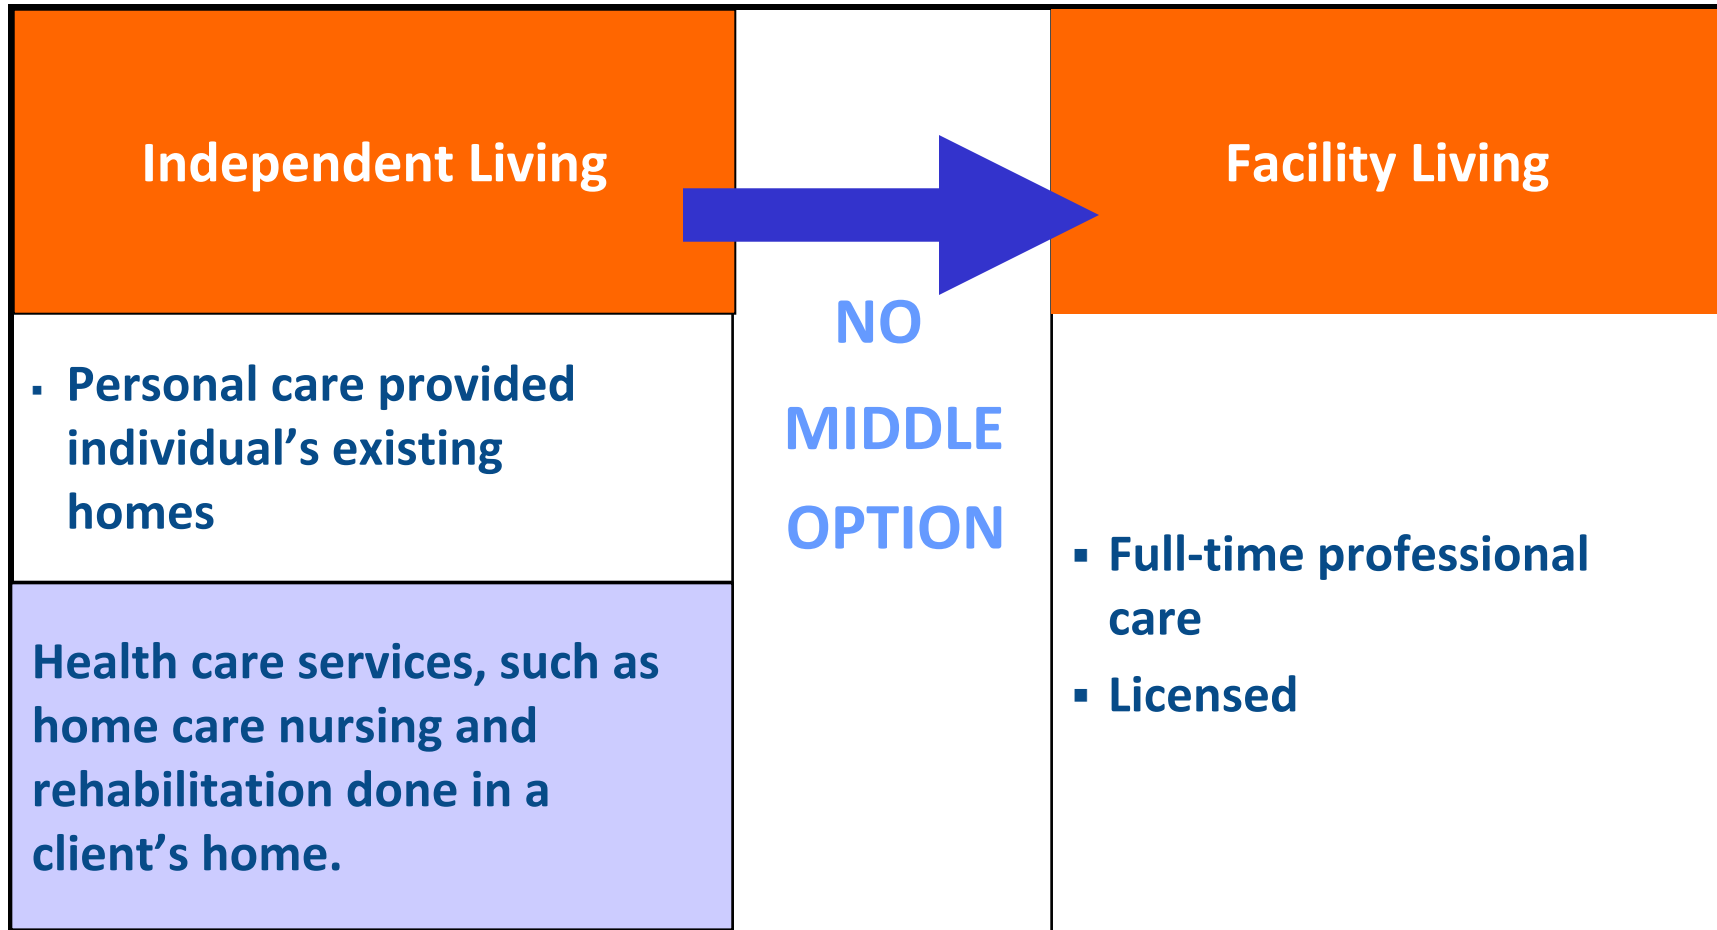 Independent Living
Facility Living
NO
MIDDLE
OPTION
▪ Personal care provided
individual’s existing
homes
Health care services, such as
home care nursing and
rehabilitation done in a
client’s home.
▪ Full-time professional
care
▪ Licensed